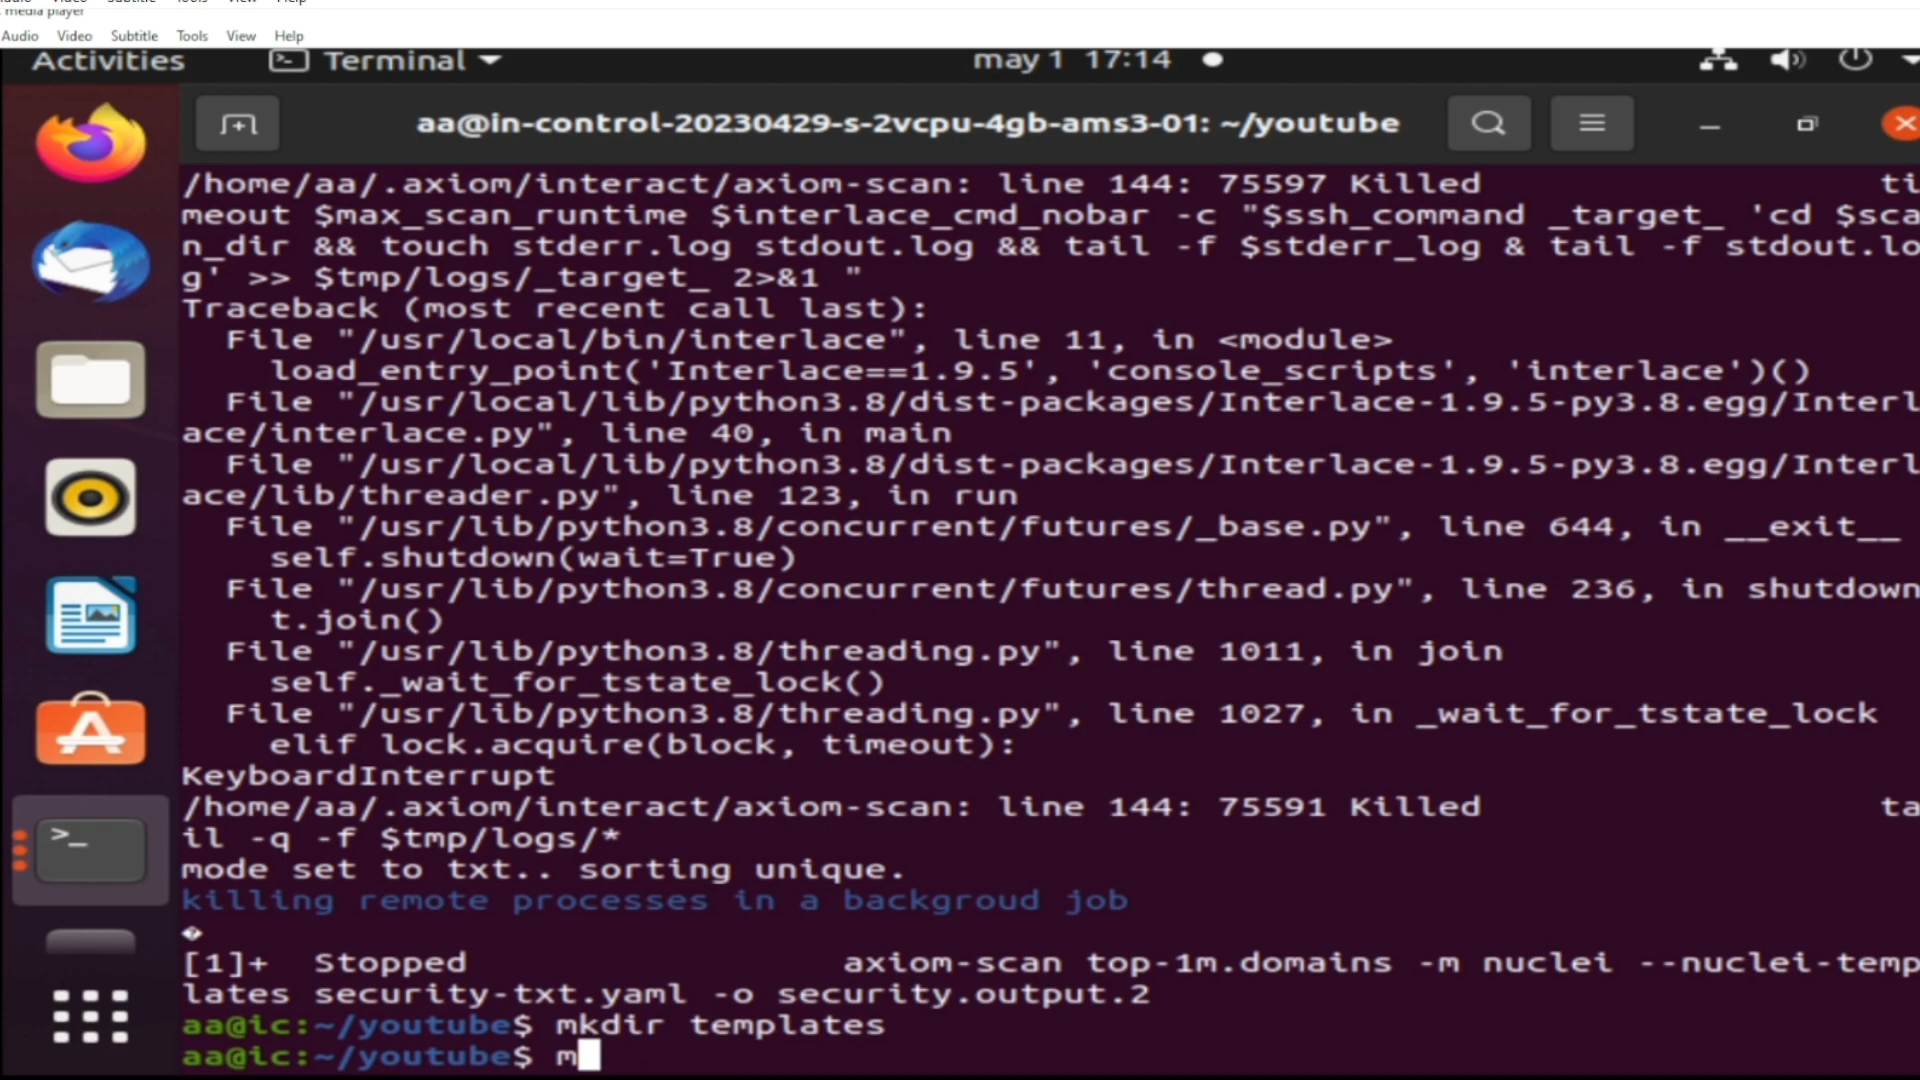 Audio Video Subtitle Tools View Help
media player
Audio Video Subtitle Tools View Help
Activities Terminal may 1 17:14
aa@in-control-20230429-s-2vcpu-4gb-ams3-01: ~/youtube
/home/aa/.axiom/interact/axiom-scan: line 144: 75597 Killed ti
meout $max_scan_runtime $interlace_cmd_nobar -c "$ssh_command _target_ 'cd $sca
n_dir && touch stderr.log stdout.log && tail -f $stderr_log & tail -f stdout.lo
g' >> $tmp/logs/_target_ 2>&1 "
Traceback (most recent call last):
File "/usr/local/bin/interlace", line 11, in <module>
load_entry_point('Interlace==1.9.5', 'console_scripts', 'interlace')()
File "/usr/local/lib/python3.8/dist-packages/Interlace-1.9.5-py3.8.egg/Interl
ace/interlace.py", line 40, in main
File "/usr/local/lib/python3.8/dist-packages/Interlace-1.9.5-py3.8.egg/Interl
ace/lib/threader.py", line 123, in run
File "/usr/lib/python3.8/concurrent/futures/_base.py", line 644, in __exit__
self.shutdown(wait=True)
File "/usr/lib/python3.8/concurrent/futures/thread.py", line 236, in shutdown
t.join()
File "/usr/lib/python3.8/threading.py", line 1011, in join
self._wait_for_tstate_lock()
File "/usr/lib/python3.8/threading.py", line 1027, in _wait_for_tstate_lock
elif lock.acquire(block, timeout):
KeyboardInterrupt
/home/aa/.axiom/interact/axiom-scan: line 144: 75591 Killed ta
il -q -f $tmp/logs/*
mode set to txt.. sorting unique.
killing remote processes in a backgroud job
�
[1]+ Stopped axiom-scan top-1m.domains -m nuclei --nuclei-temp
lates security-txt.yaml -o security.output.2
aa@ic:~/youtube$ mkdir templates
aa@ic:~/youtube$ m